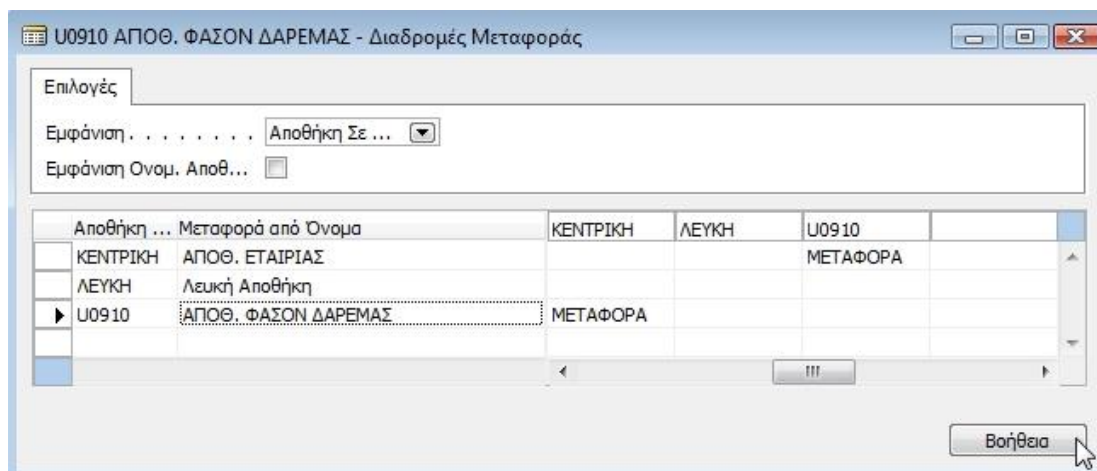 U0910 ΑΠΟΘ. ΦΑΣΟΝ ΔΑΡΕΜΑΣ - Διαδρομές Μεταφοράς
Επιλογές
Εμφάνιση . . . . . . . . Αποθήκη Σε ...
Εμφάνιση Ονομ. Αποθ...
Αποθήκη ... Μεταφορά από Όνομα ΚΕΝΤΡΙΚΗ ΛΕΥΚΗ U0910
ΚΕΝΤΡΙΚΗ ΑΠΟΘ. ΕΤΑΙΡΙΑΣ ΜΕΤΑΦΟΡΑ
ΛΕΥΚΗ Λευκή Αποθήκη
U0910 ΑΠΟΘ. ΦΑΣΟΝ ΔΑΡΕΜΑΣ ΜΕΤΑΦΟΡΑ
Βοήθεια